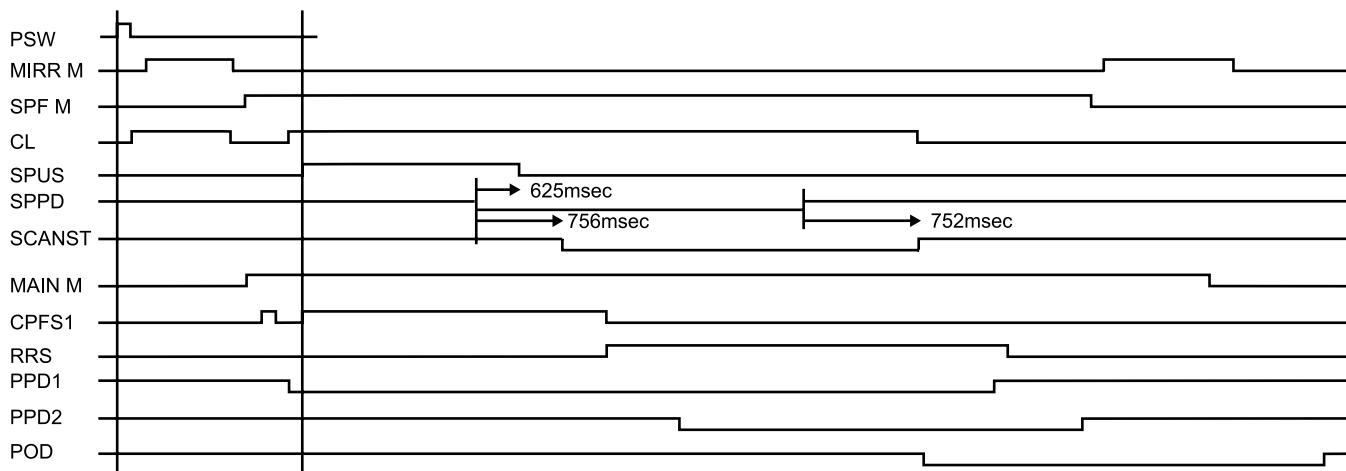 PSW
MIRR M
SPF M
CL
SPUS
625msec
SPPD
756msec
752msec
SCANST
MAIN M
CPFS1
RRS
PPD1
PPD2
POD